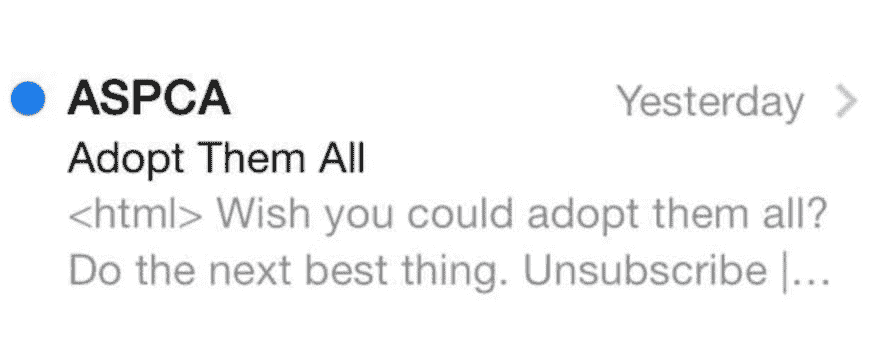 ASPCA Yesterday
Adopt Them All
<html> Wish you could adopt them all?
Do the next best thing. Unsubscribe |...